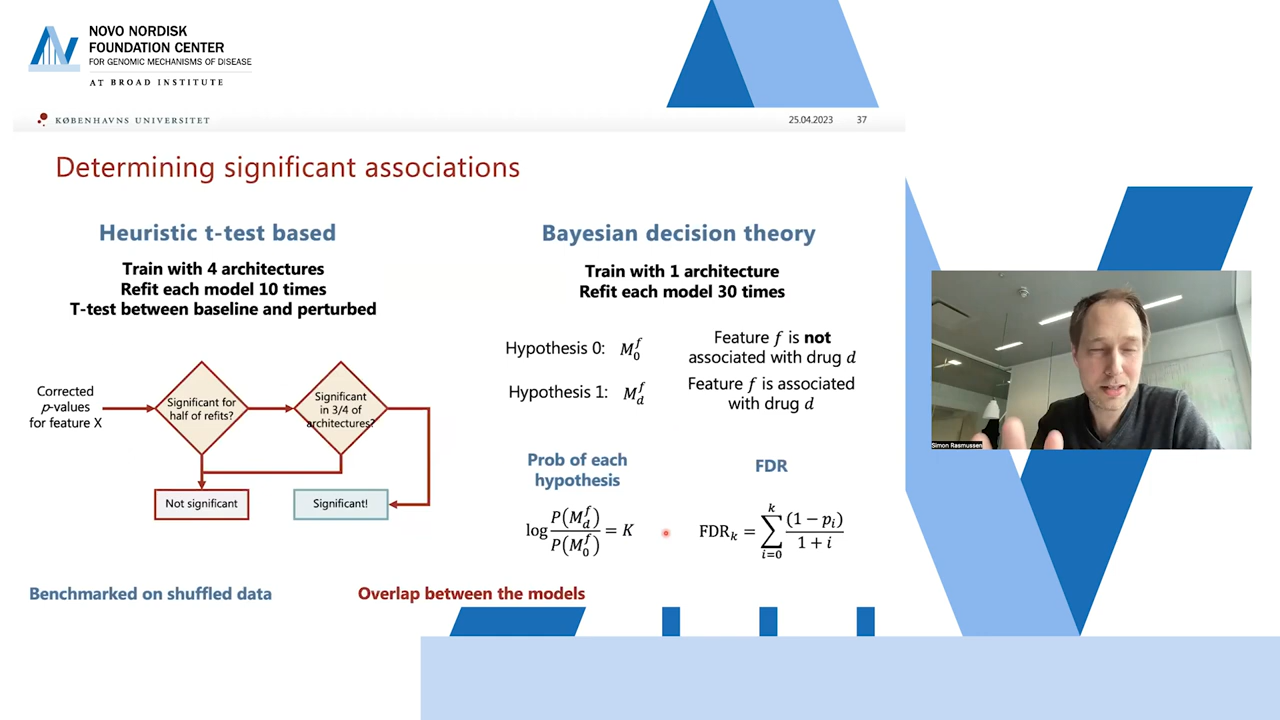 NOVO NORDISK
FOUNDATION CENTER
FOR GENOMIC MECHANISMS OF DISEASE
AT BROAD INSTITUTE
KØBENHAVNS UNIVERSITET
25.04.2023
37
Determining significant associations
Heuristic t-test based
Train with 4 architectures
Refit each model 10 times
T-test between baseline and perturbed
Corrected
p-values
for feature X
Significant for
half of refits?
Significant
in 3/4 of
architectures?
Not significant
Significant!
Benchmarked on shuffled data
Bayesian decision theory
Train with 1 architecture
Refit each model 30 times
Hypothesis 0: M_0^f
Feature f is not
associated with drug d
Hypothesis 1: M_d^f
Feature f is associated
with drug d
Prob of each
hypothesis
log P(M_d^f) / P(M_0^f) = K
FDR
FDR_k = ∑_{i=0}^{k} (1 − p_i) / (1 + i)
Overlap between the models
Simon Rasmussen